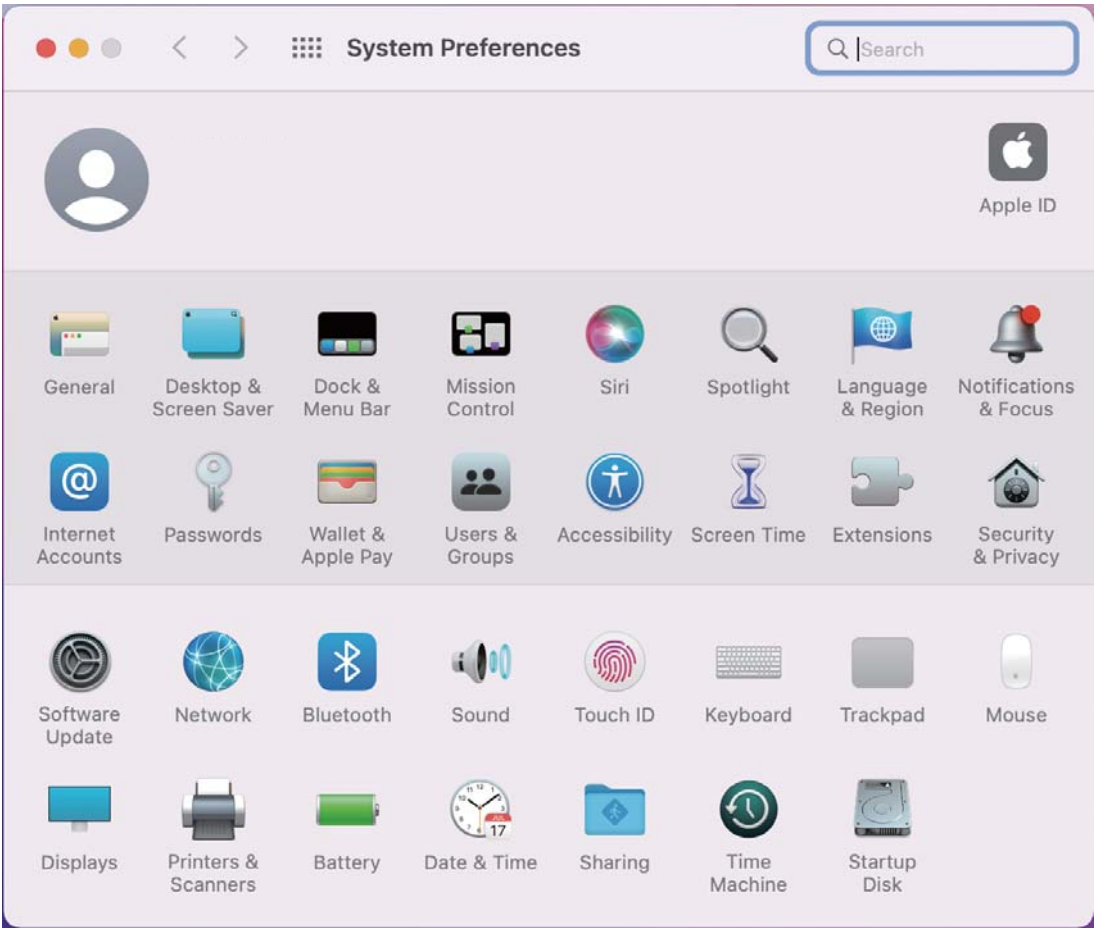 System Preferences
Search
Apple ID
General
Desktop &
Screen Saver
Dock &
Menu Bar
Mission
Control
Siri
Spotlight
Language
& Region
Notifications
& Focus
Internet
Accounts
Passwords
Wallet &
Apple Pay
Users &
Groups
Accessibility
Screen Time
Extensions
Security
& Privacy
Software
Update
Network
Bluetooth
Sound
Touch ID
Keyboard
Trackpad
Mouse
Displays
Printers &
Scanners
Battery
JUL
17
Date & Time
Sharing
Time
Machine
Startup
Disk